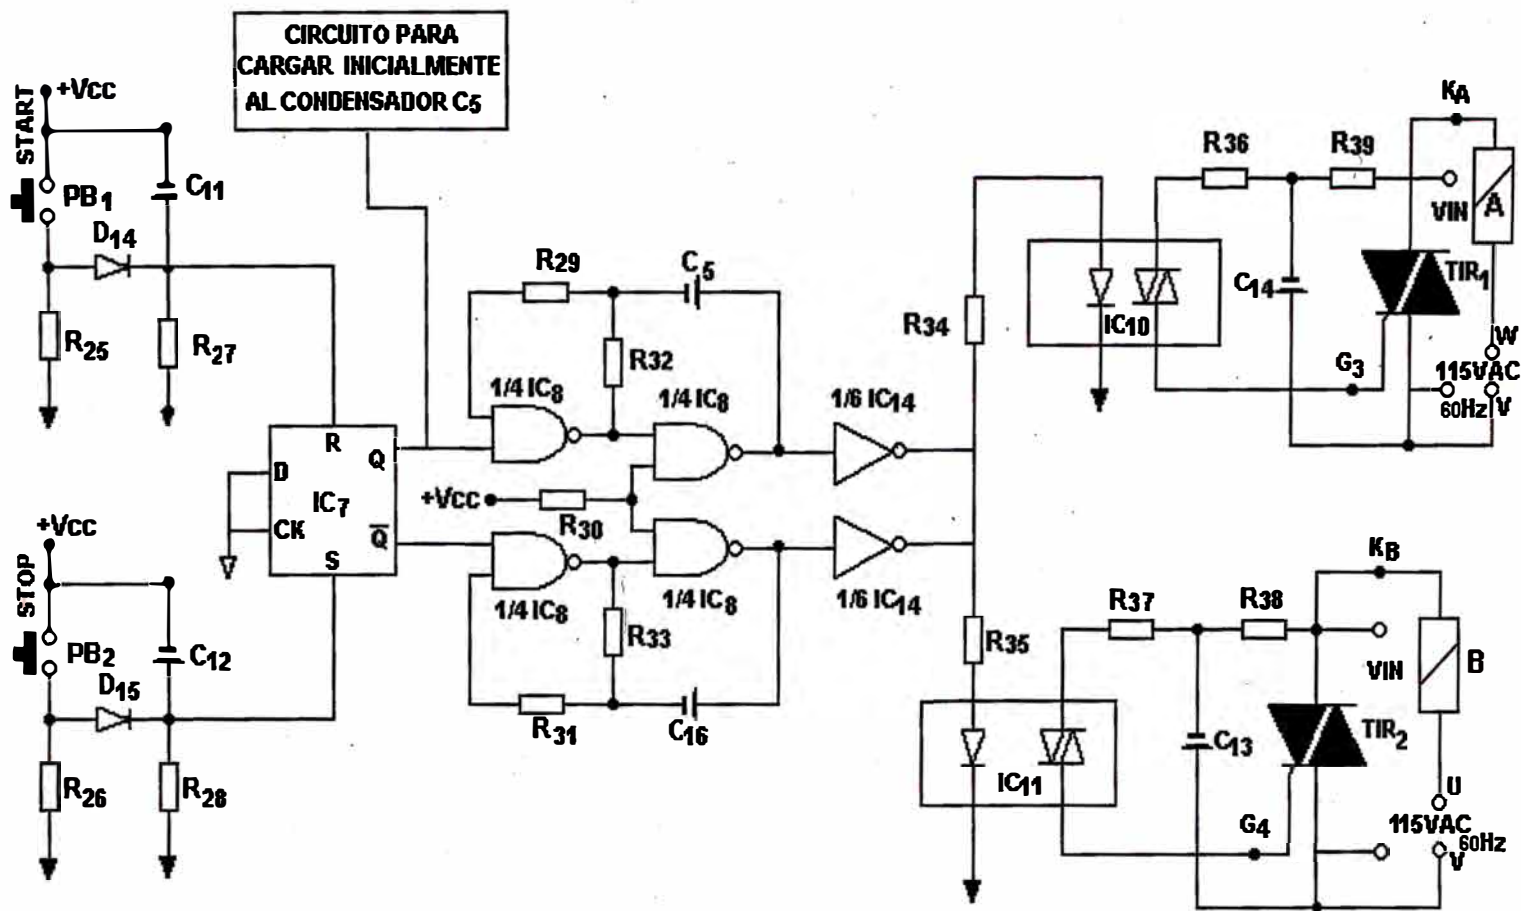 CIRCUITO PARA
CARGAR INICIALMENTE
AL CONDENSADOR C5
+Vcc
START
PB1
C11
D14
R25
R27
R
D
Q
IC7
CK
Q
S
+Vcc
STOP
PB2
C12
D15
R26
R28
R29
C5
R32
1/4 IC8
1/4 IC8
1/6 IC14
+Vcc
R30
1/4 IC8
1/4 IC8
1/6 IC14
R33
R31
C16
R34
R35
IC10
R36
R39
KA
VIN
A
C14
TIR1
G3
W
115VAC
60Hz
V
IC11
R37
R38
KB
VIN
B
C13
TIR2
G4
U
115VAC
60Hz
V